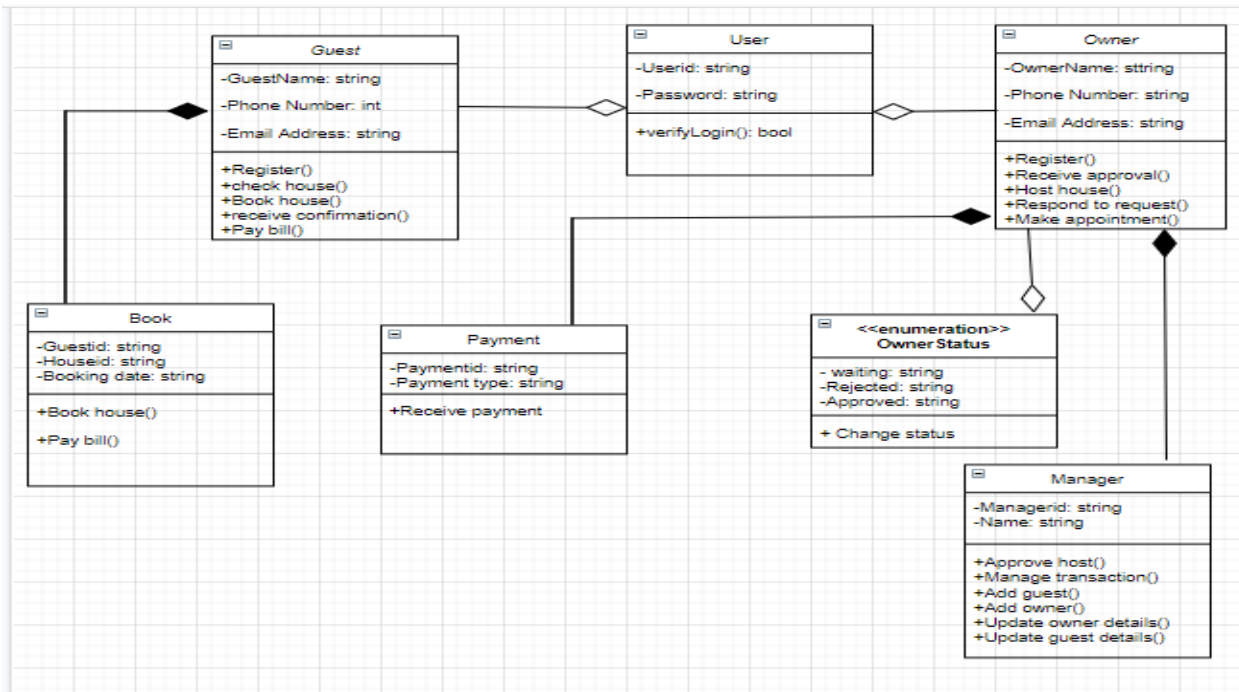 Guest
-GuestName: string
-Phone Number: int
-Email Address: string
+Register()
+check house()
+Book house()
+receive confirmation()
+Pay bill()
User
-Userid: string
-Password: string
+verifyLogin(): bool
Owner
-OwnerName: sttring
-Phone Number: string
-Email Address: string
+Register()
+Receive approval()
+Host house()
+Respond to request()
+Make appointment()
Book
-Guestid: string
-Houseid: string
-Booking date: string
+Book house()
+Pay bill()
Payment
-Paymentid: string
-Payment type: string
+Receive payment
<<enumeration>>
OwnerStatus
- waiting: string
-Rejected: string
-Approved: string
+ Change status
Manager
-Managerid: string
-Name: string
+Approve host()
+Manage transaction()
+Add guest()
+Add owner()
+Update owner details()
+Update guest details()